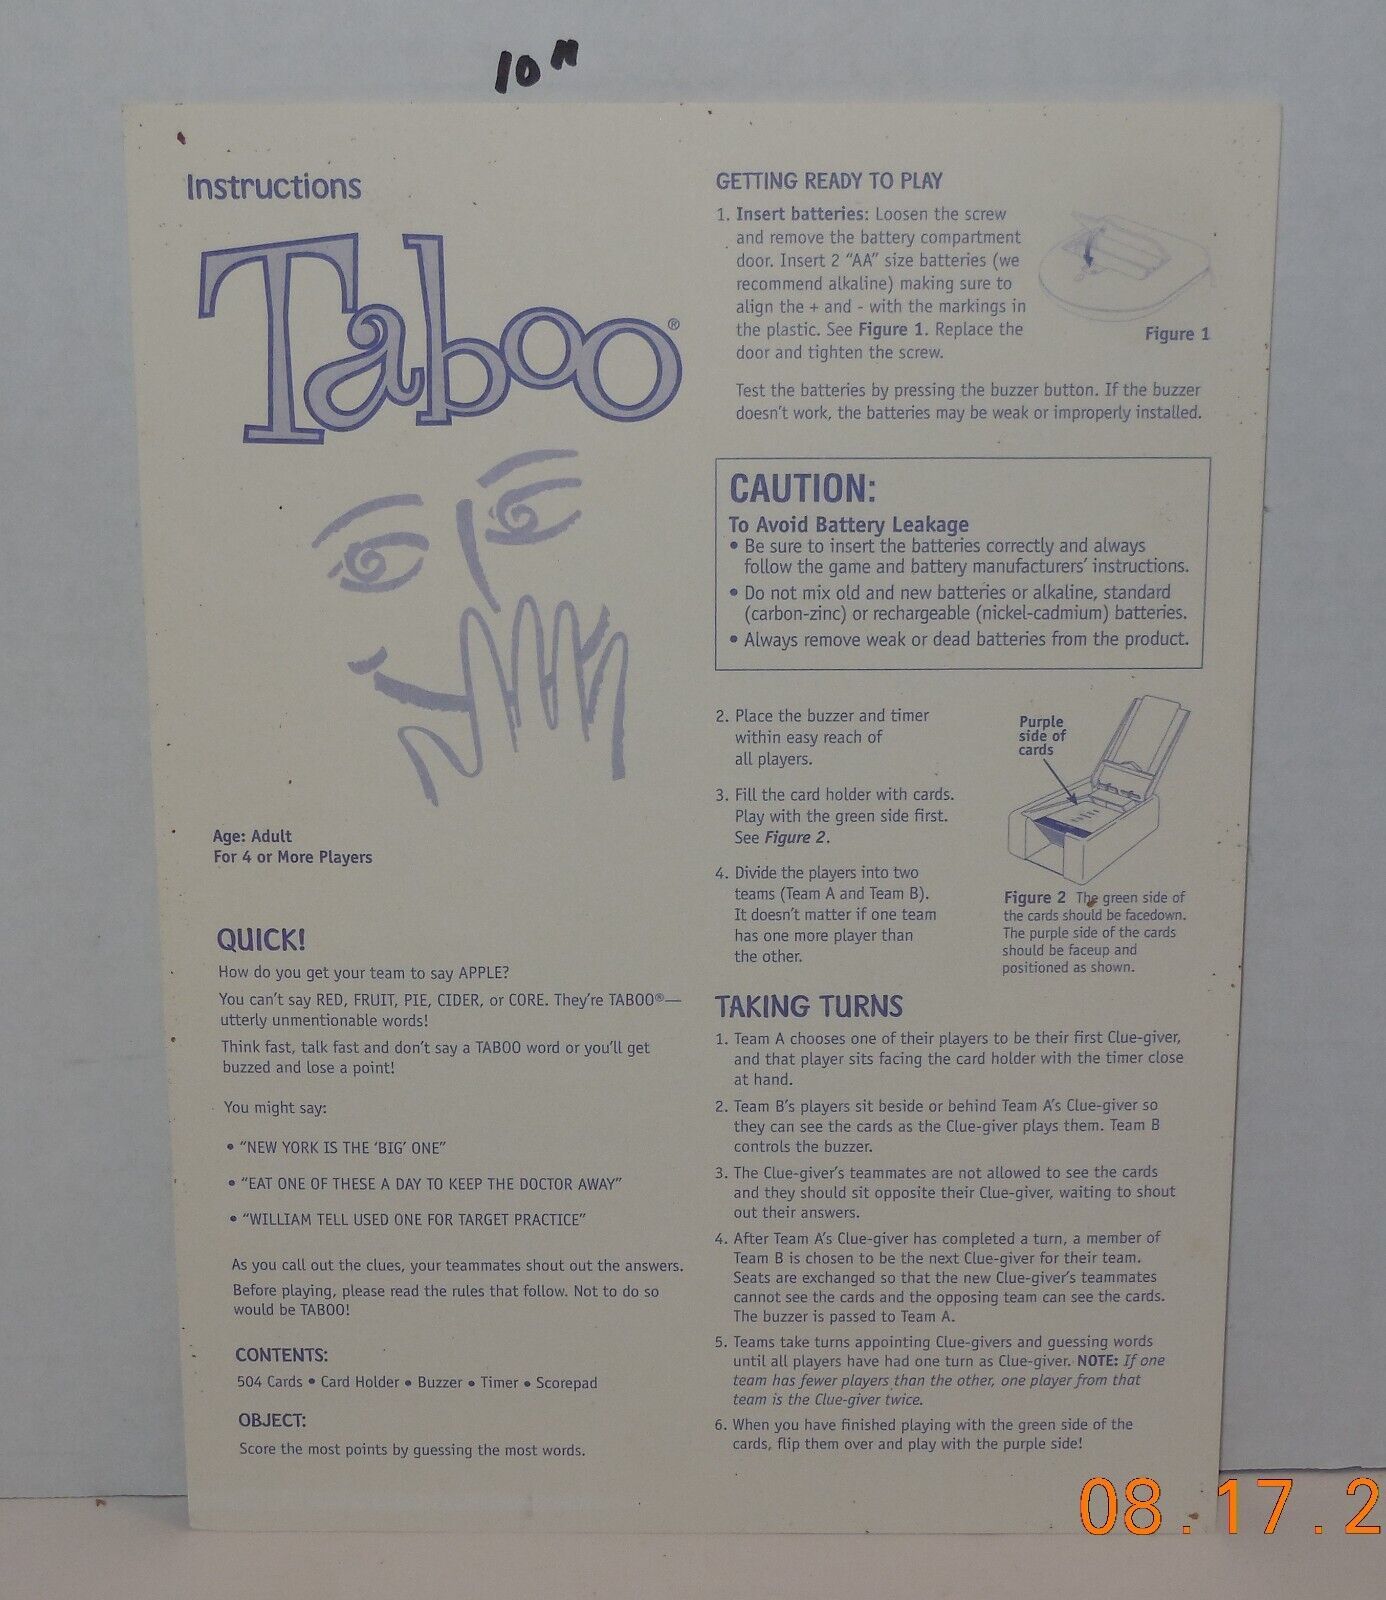 10"
Instructions
Taboo®
Age: Adult
For 4 or More Players
QUICK!
How do you get your team to say APPLE?
You can't say RED, FRUIT, PIE, CIDER, or CORE. They're TABOO®—
utterly unmentionable words!
Think fast, talk fast and don't say a TABOO word or you'll get
buzzed and lose a point!
You might say:
• "NEW YORK IS THE 'BIG' ONE"
• "EAT ONE OF THESE A DAY TO KEEP THE DOCTOR AWAY"
• "WILLIAM TELL USED ONE FOR TARGET PRACTICE"
As you call out the clues, your teammates shout out the answers.
Before playing, please read the rules that follow. Not to do so
would be TABOO!
CONTENTS:
504 Cards • Card Holder • Buzzer • Timer • Scorepad
OBJECT:
Score the most points by guessing the most words.
GETTING READY TO PLAY
1. Insert batteries: Loosen the screw
and remove the battery compartment
door. Insert 2 "AA" size batteries (we
recommend alkaline) making sure to
align the + and - with the markings in
the plastic. See Figure 1. Replace the
door and tighten the screw.
Figure 1
Test the batteries by pressing the buzzer button. If the buzzer
doesn't work, the batteries may be weak or improperly installed.
CAUTION:
To Avoid Battery Leakage
• Be sure to insert the batteries correctly and always
follow the game and battery manufacturers' instructions.
• Do not mix old and new batteries or alkaline, standard
(carbon-zinc) or rechargeable (nickel-cadmium) batteries.
• Always remove weak or dead batteries from the product.
2. Place the buzzer and timer
within easy reach of
all players.
3. Fill the card holder with cards.
Play with the green side first.
See Figure 2.
4. Divide the players into two
teams (Team A and Team B).
It doesn't matter if one team
has one more player than
the other.
Purple
side of
cards
Figure 2 The green side of
the cards should be facedown.
The purple side of the cards
should be faceup and
positioned as shown.
TAKING TURNS
1. Team A chooses one of their players to be their first Clue-giver,
and that player sits facing the card holder with the timer close
at hand.
2. Team B's players sit beside or behind Team A's Clue-giver so
they can see the cards as the Clue-giver plays them. Team B
controls the buzzer.
3. The Clue-giver's teammates are not allowed to see the cards
and they should sit opposite their Clue-giver, waiting to shout
out their answers.
4. After Team A's Clue-giver has completed a turn, a member of
Team B is chosen to be the next Clue-giver for their team.
Seats are exchanged so that the new Clue-giver's teammates
cannot see the cards and the opposing team can see the cards.
The buzzer is passed to Team A.
5. Teams take turns appointing Clue-givers and guessing words
until all players have had one turn as Clue-giver. NOTE: If one
team has fewer players than the other, one player from that
team is the Clue-giver twice.
6. When you have finished playing with the green side of the
cards, flip them over and play with the purple side!
08.17.2